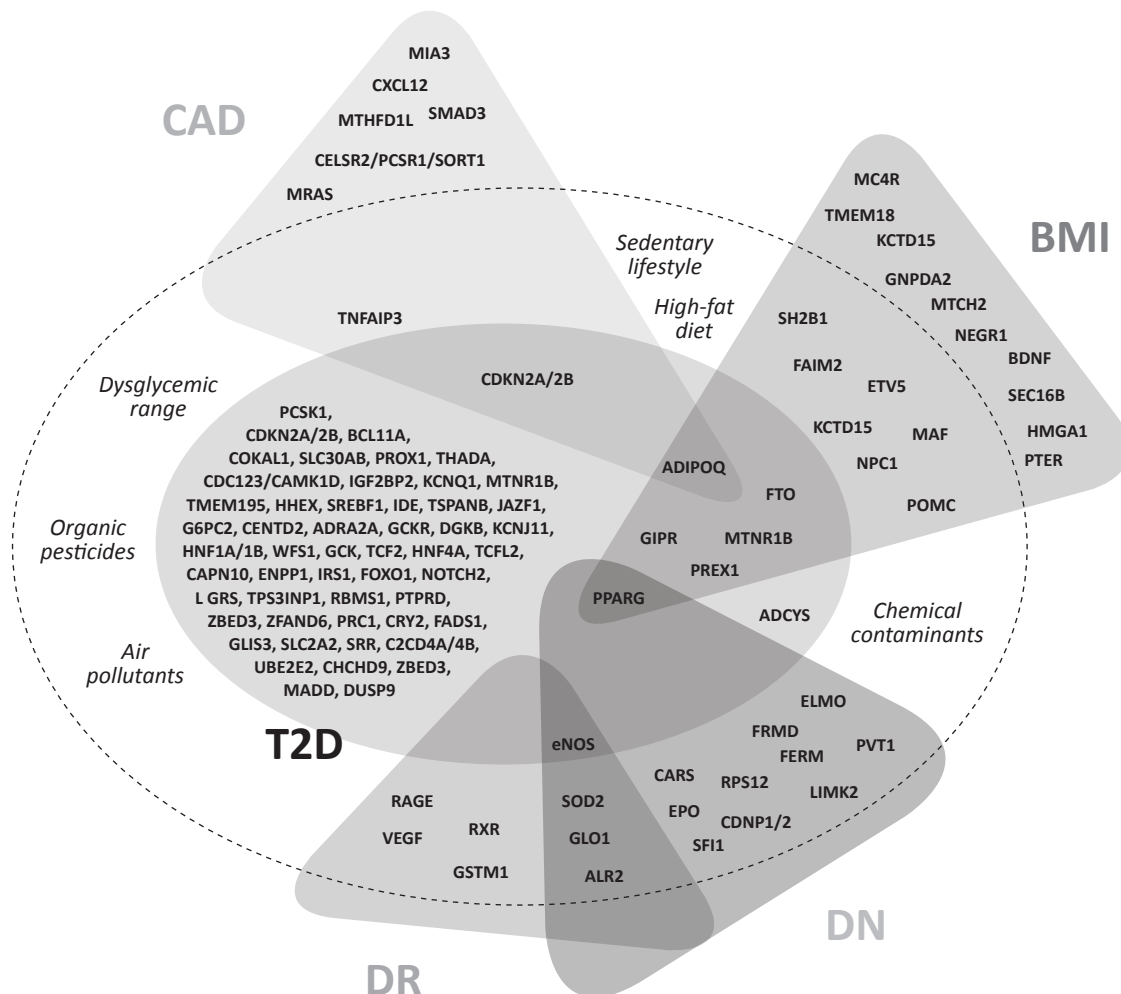 MIA3
CXCL12
CAD
MTHFD1L
SMAD3
CELSR2/PCSR1/SORT1
MRAS
MC4R
TMEM18
KCTD15
BMI
Sedentary
lifestyle
GNPDA2
MTCH2
High-fat
diet
TNFAIP3
SH2B1
NEGR1
BDNF
FAIM2
ETV5
SEC16B
Dysglycemic
range
CDKN2A/2B
KCTD15
MAF
HMGA1
NPC1
PTER
POMC
PCSK1,
CDKN2A/2B, BCL11A,
COKAL1, SLC30AB, PROX1, THADA,
CDC123/CAMK1D, IGF2BP2, KCNQ1, MTNR1B,
TMEM195, HHEX, SREBF1, IDE, TSPANB, JAZF1,
G6PC2, CENTD2, ADRA2A, GCKR, DGKB, KCNJ11,
HNF1A/1B, WFS1, GCK, TCF2, HNF4A, TCFL2,
CAPN10, ENPP1, IRS1, FOXO1, NOTCH2,
L GRS, TPS3INP1, RBMS1, PTPRD,
ZBED3, ZFAND6, PRC1, CRY2, FADS1,
GLIS3, SLC2A2, SRR, C2CD4A/4B,
UBE2E2, CHCHD9, ZBED3,
MADD, DUSP9
ADIPOQ
FTO
GIPR
MTNR1B
PREX1
PPARG
ADCYS
Organic
pesticides
Chemical
contaminants
Air
pollutants
T2D
eNOS
ELMO
FRMD
FERM
PVT1
CARS
RPS12
LIMK2
EPO
CDNP1/2
SFI1
RAGE
VEGF
RXR
GSTM1
SOD2
GLO1
ALR2
DN
DR